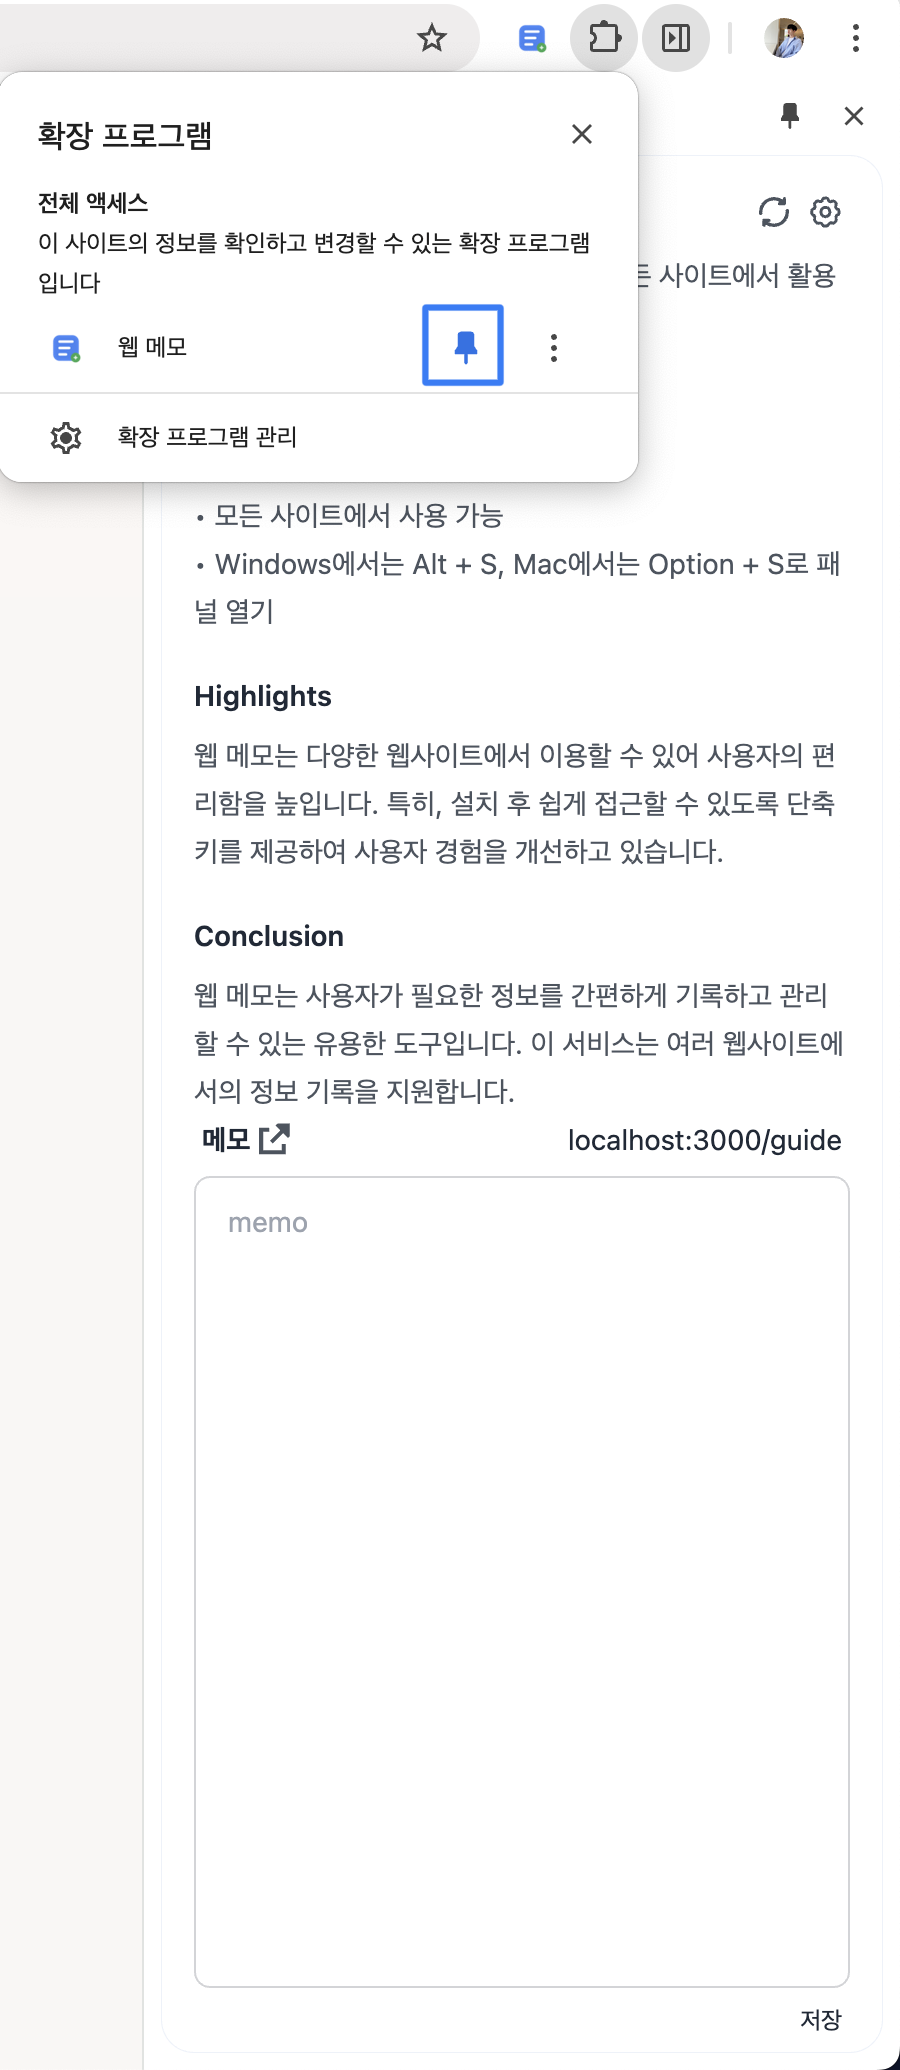 확장 프로그램
전체 액세스
이 사이트의 정보를 확인하고 변경할 수 있는 확장 프로그램
입니다
웹 메모
확장 프로그램 관리
사이트에서 활용
• 모든 사이트에서 사용 가능
• Windows에서는 Alt + S, Mac에서는 Option + S로 패
널 열기
Highlights
웹 메모는 다양한 웹사이트에서 이용할 수 있어 사용자의 편
리함을 높입니다. 특히, 설치 후 쉽게 접근할 수 있도록 단축
키를 제공하여 사용자 경험을 개선하고 있습니다.
Conclusion
웹 메모는 사용자가 필요한 정보를 간편하게 기록하고 관리
할 수 있는 유용한 도구입니다. 이 서비스는 여러 웹사이트에
서의 정보 기록을 지원합니다.
메모 localhost:3000/guide
memo
저장